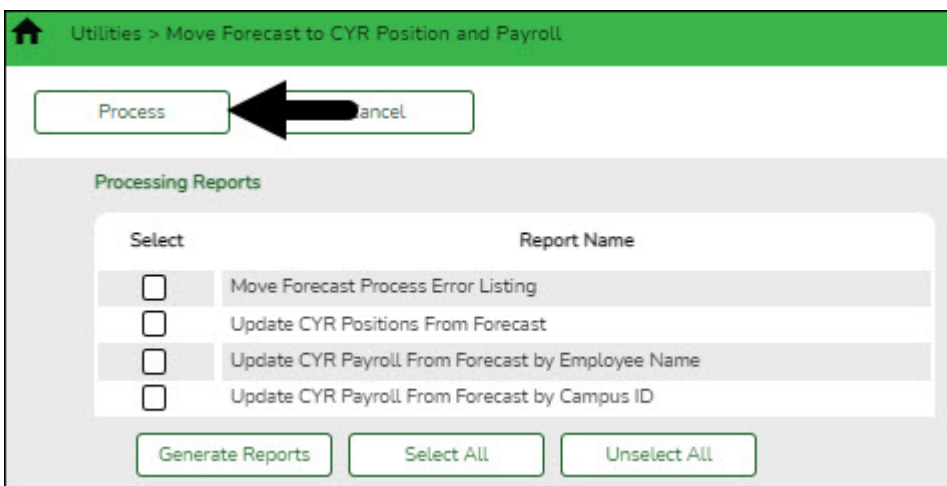 Utilities > Move Forecast to CYR Position and Payroll
Process ancel
Processing Reports
Select Report Name
Move Forecast Process Error Listing
Update CYR Positions From Forecast
Update CYR Payroll From Forecast by Employee Name
Update CYR Payroll From Forecast by Campus ID
Generate Reports Select All Unselect All